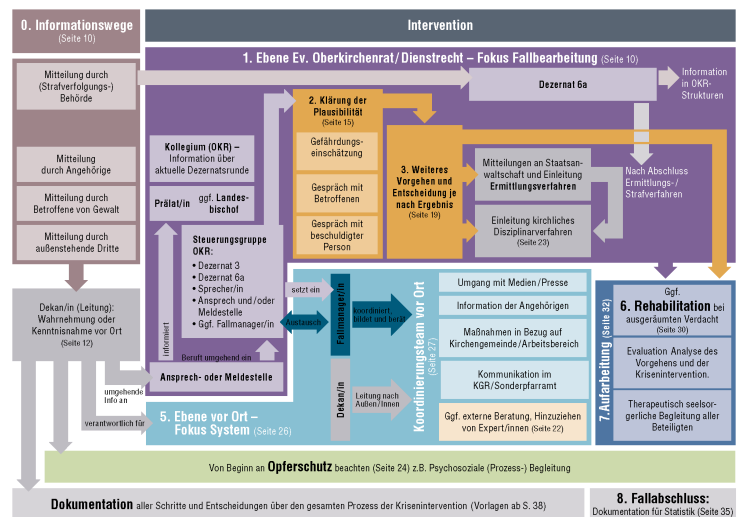 0. Informationswege
(Seite 10)
Intervention
1. Ebene Ev. Oberkirchenrat/Dienstrecht – Fokus Fallbearbeitung (Seite 10)
Mitteilung durch
(Strafverfolgungs-)
Behörde
Mitteilung
durch Angehörige
Mitteilung durch
Betroffene von Gewalt
Mitteilung durch
außenstehende Dritte
Dekan/in (Leitung):
Wahrnehmung oder
Kenntnisnahme vor Ort
(Seite 12)
Dezernat 6a
Information
in OKR-
Strukturen
Kollegium (OKR) –
Information über
aktuelle Dezernatsrunde
Prälat/in
ggf. Landes-
bischof
Steuerungsgruppe
OKR:
• Dezernat 3
• Dezernat 6a
• Sprecher/in
• Ansprech und/oder
Meldestelle
• Ggf. Fallmanager/in
informiert
Beruft umgehend ein
Ansprech- oder Meldestelle
umgehende
Info an
verantwortlich für
2. Klärung der
Plausibilität
(Seite 15)
Gefährdungs-
einschätzung
Gespräch mit
Betroffenen
Gespräch mit
beschuldigter
Person
3. Weiteres
Vorgehen und
Entscheidung je
nach Ergebnis
(Seite 19)
Mitteilungen an Staatsan-
waltschaft und Einleitung
Ermittlungsverfahren
Einleitung kirchliches
Disziplinarverfahren
(Seite 23)
Nach Abschluss
Ermittlungs-/
Strafverfahren
setzt ein
Austausch
Fallmanager/in
koordiniert,
bildet und berät
Dekan/in
Leitung nach
Außen/Innen
Koordinierungsteam vor Ort
(Seite 27)
Umgang mit Medien/Presse
Information der Angehörigen
Maßnahmen in Bezug auf
Kirchengemeinde/Arbeitsbereich
Kommunikation im
KGR/Sonderpfarramt
Ggf. externe Beratung, Hinzuziehen
von Expert/innen (Seite 22)
5. Ebene vor Ort –
Fokus System (Seite 26)
7.Aufarbeitung (Seite 32)
Ggf.
6. Rehabilitation bei
ausgeräumten Verdacht
(Seite 30)
Evaluation Analyse des
Vorgehens und der
Krisenintervention.
Therapeutisch seelsor-
gerliche Begleitung aller
Beteiligten
Von Beginn an Opferschutz beachten (Seite 24) z.B. Psychosoziale (Prozess-) Begleitung
Dokumentation aller Schritte und Entscheidungen über den gesamten Prozess der Krisenintervention (Vorlagen ab S. 38)
8. Fallabschluss:
Dokumentation für Statistik (Seite 35)